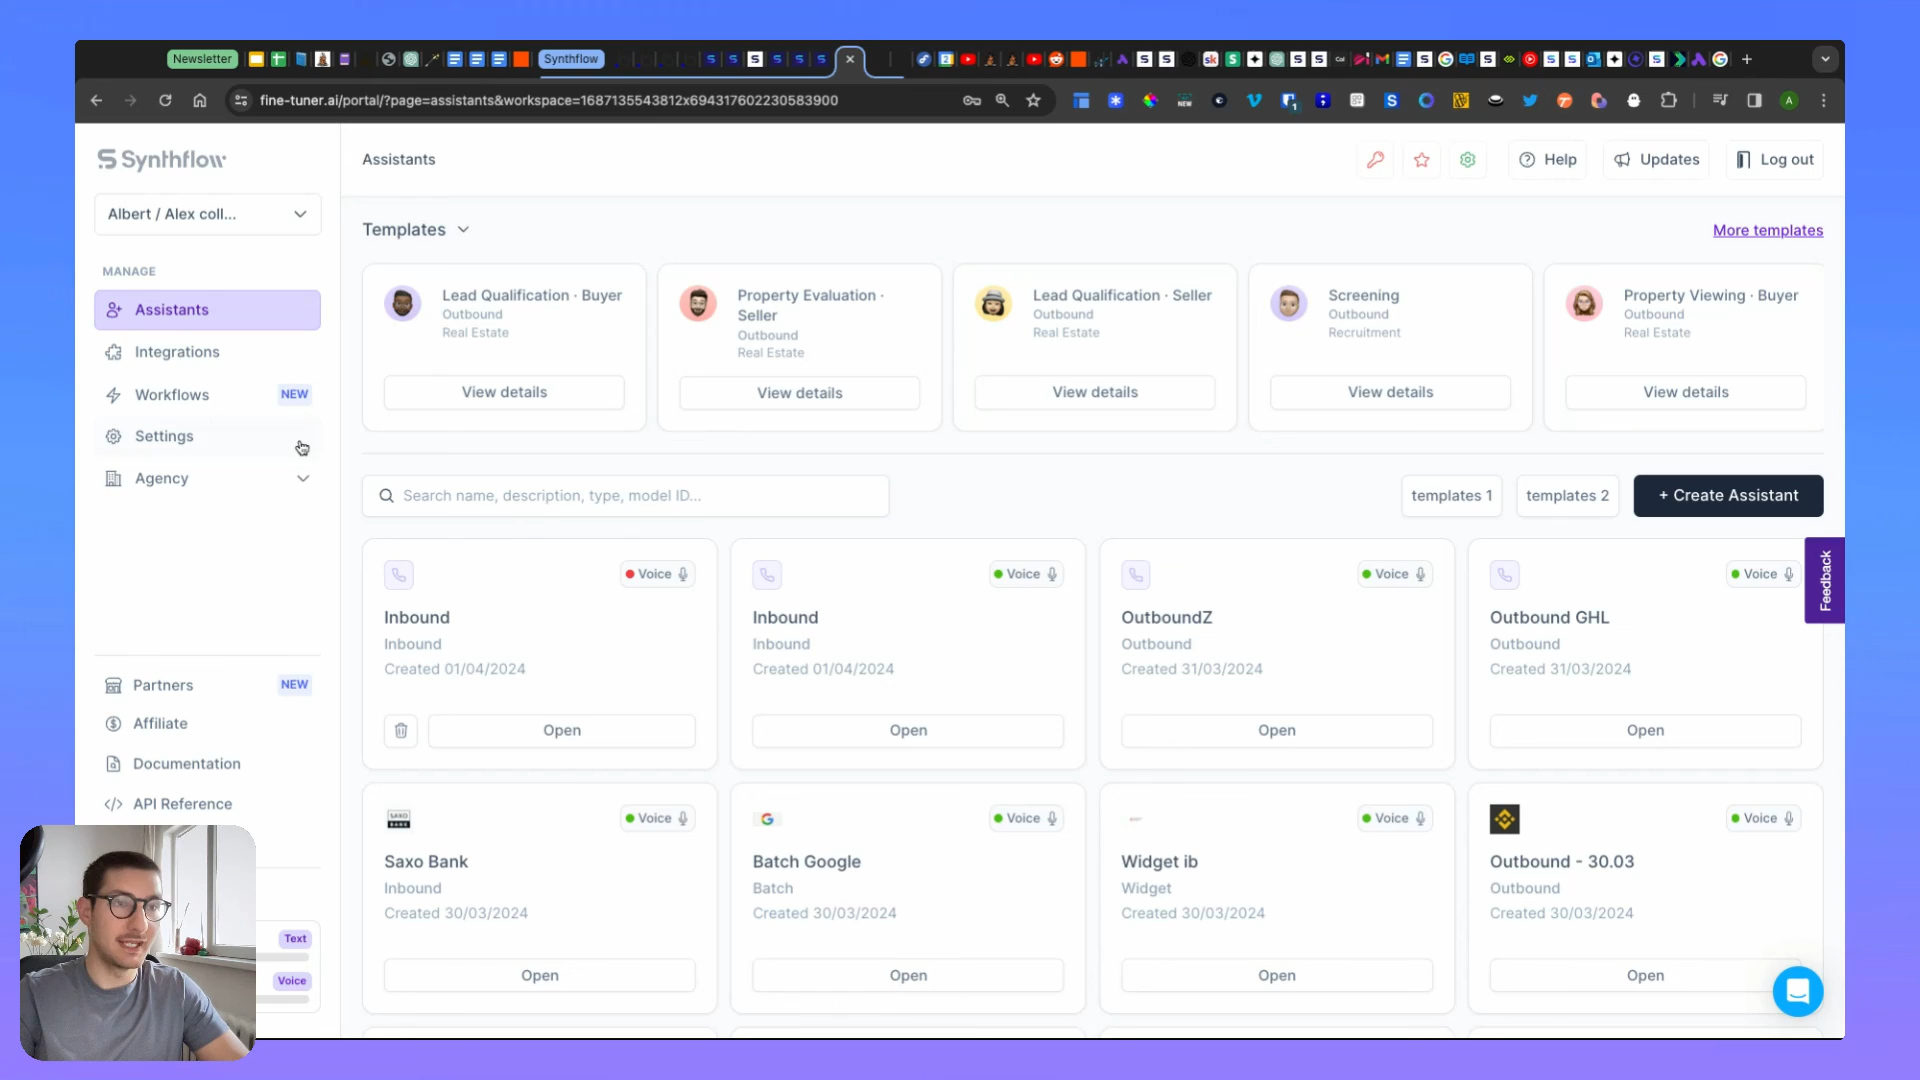 Newsletter
Synthflow
fine-tuner.ai/portal/?page=assistants&workspace=1687135543812x694317602230583900
Synthflow
Albert / Alex coll...
MANAGE
Assistants
Integrations
Workflows NEW
Settings
Agency
Partners NEW
Affiliate
Documentation
API Reference
Text
Voice
Assistants
Help
Updates
Log out
Templates
More templates
Lead Qualification · Buyer
Outbound
Real Estate
View details
Property Evaluation ·
Seller
Outbound
Real Estate
View details
Lead Qualification · Seller
Outbound
Real Estate
View details
Screening
Outbound
Recruitment
View details
Property Viewing · Buyer
Outbound
Real Estate
View details
Search name, description, type, model ID...
templates 1
templates 2
+ Create Assistant
Feedback
Voice
Inbound
Inbound
Created 01/04/2024
Open
Voice
Inbound
Inbound
Created 01/04/2024
Open
Voice
OutboundZ
Outbound
Created 31/03/2024
Open
Voice
Outbound GHL
Outbound
Created 31/03/2024
Open
SAXO
BANK
Voice
Saxo Bank
Inbound
Created 30/03/2024
Open
Voice
Batch Google
Batch
Created 30/03/2024
Open
Voice
Widget ib
Widget
Created 30/03/2024
Open
Voice
Outbound - 30.03
Outbound
Created 30/03/2024
Open